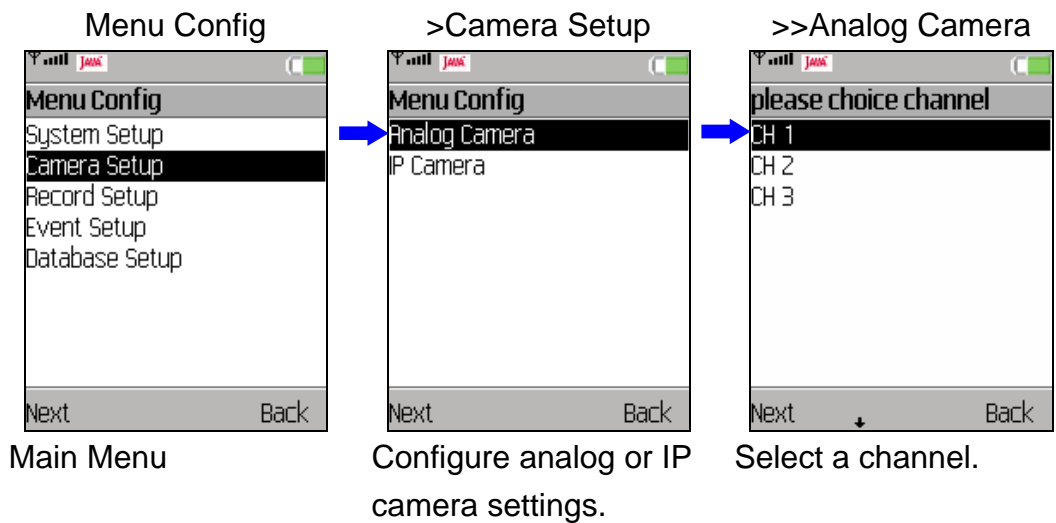 Menu Config
>Camera Setup
>>Analog Camera
JAVA
Menu Config
System Setup
Camera Setup
Record Setup
Event Setup
Database Setup
Next Back
JAVA
Menu Config
Analog Camera
IP Camera
Next Back
JAVA
please choice channel
CH 1
CH 2
CH 3
Next Back
Main Menu
Configure analog or IP
camera settings.
Select a channel.